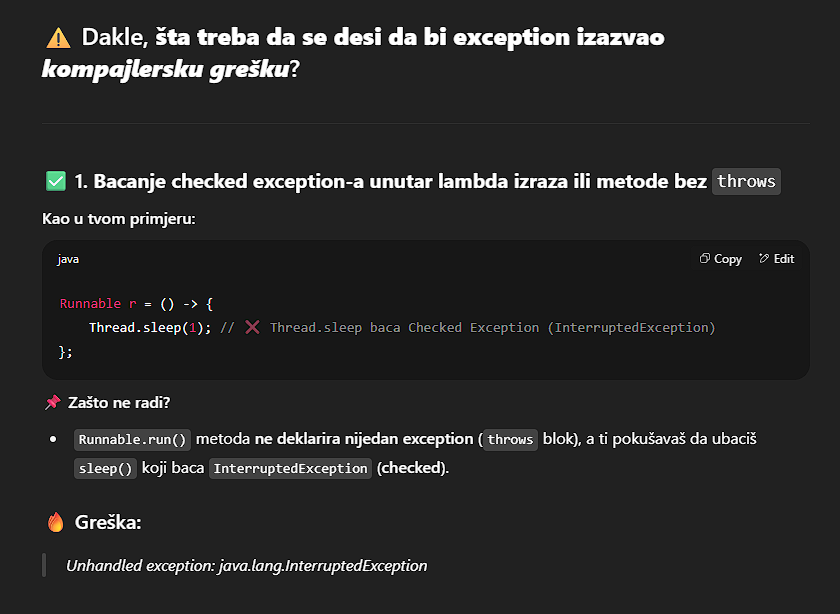 ⚠️ Dakle, šta treba da se desi da bi exception izazvao
kompajlersku grešku?
✅ 1. Bacanje checked exception-a unutar lambda izraza ili metode bez throws
Kao u tvom primjeru:
java
Copy Edit
Runnable r = () -> {
    Thread.sleep(1); // ❌ Thread.sleep baca Checked Exception (InterruptedException)
};
📌 Zašto ne radi?
• Runnable.run() metoda ne deklarira nijedan exception (throws blok), a ti pokušavaš da ubaciš
sleep() koji baca InterruptedException (checked).
🔥 Greška:
Unhandled exception: java.lang.InterruptedException